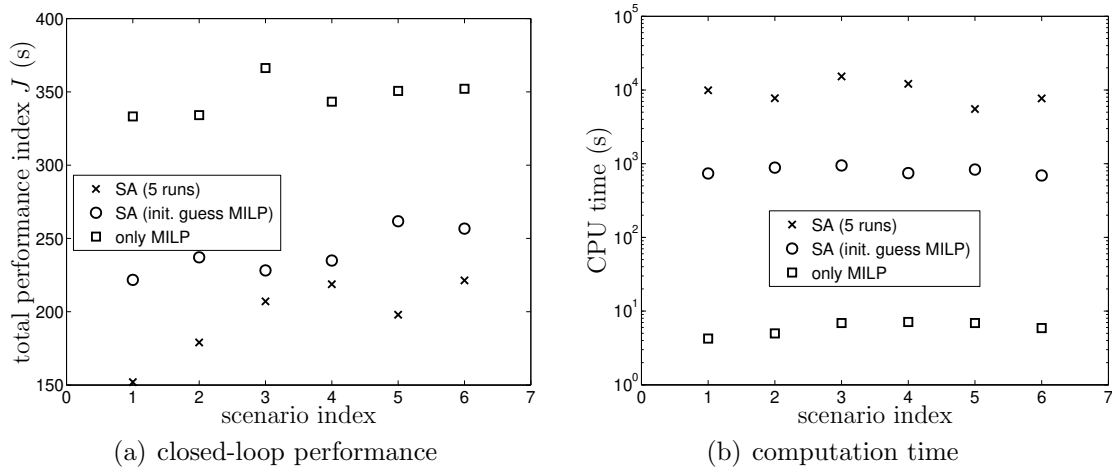 400
350
300
250
200
150
total performance index J (s)
SA (5 runs)
SA (init. guess MILP)
only MILP
0 1 2 3 4 5 6 7
scenario index
(a) closed-loop performance
10^5
10^4
10^3
10^2
10^1
10^0
CPU time (s)
SA (5 runs)
SA (init. guess MILP)
only MILP
0 1 2 3 4 5 6 7
scenario index
(b) computation time